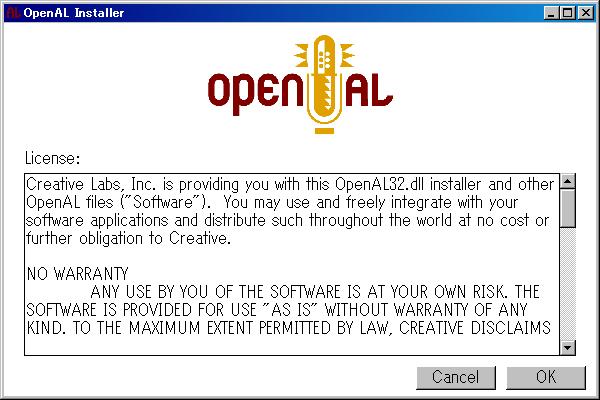 OpenAL Installer
OPEN AL
License:
Creative Labs, Inc. is providing you with this OpenAL32.dll installer and other
OpenAL files ("Software").  You may use and freely integrate with your
software applications and distribute such throughout the world at no cost or
further obligation to Creative.
NO WARRANTY
ANY USE BY YOU OF THE SOFTWARE IS AT YOUR OWN RISK. THE
SOFTWARE IS PROVIDED FOR USE "AS IS" WITHOUT WARRANTY OF ANY
KIND. TO THE MAXIMUM EXTENT PERMITTED BY LAW, CREATIVE DISCLAIMS
Cancel
OK